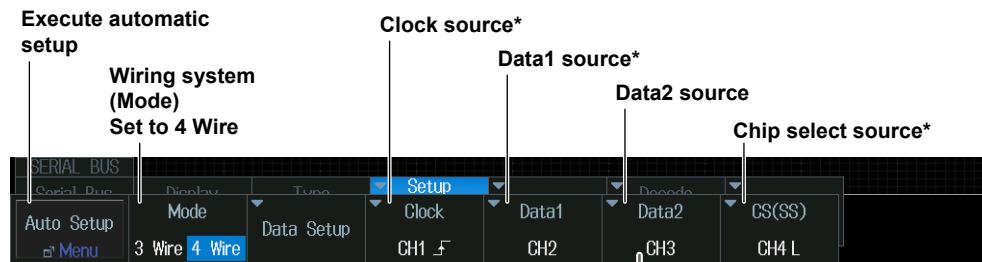 Execute automatic
setup
Clock source*
Data1 source*
Wiring system
(Mode)
Set to 4 Wire
Data2 source
Chip select source*
SERIAL BUS
Serial Bus Display Type Setup Decode
Auto Setup
Menu
Mode
3 Wire 4 Wire
Data Setup
Clock
CH1
Data1
CH2
Data2
CH3
CS(SS)
CH4 L